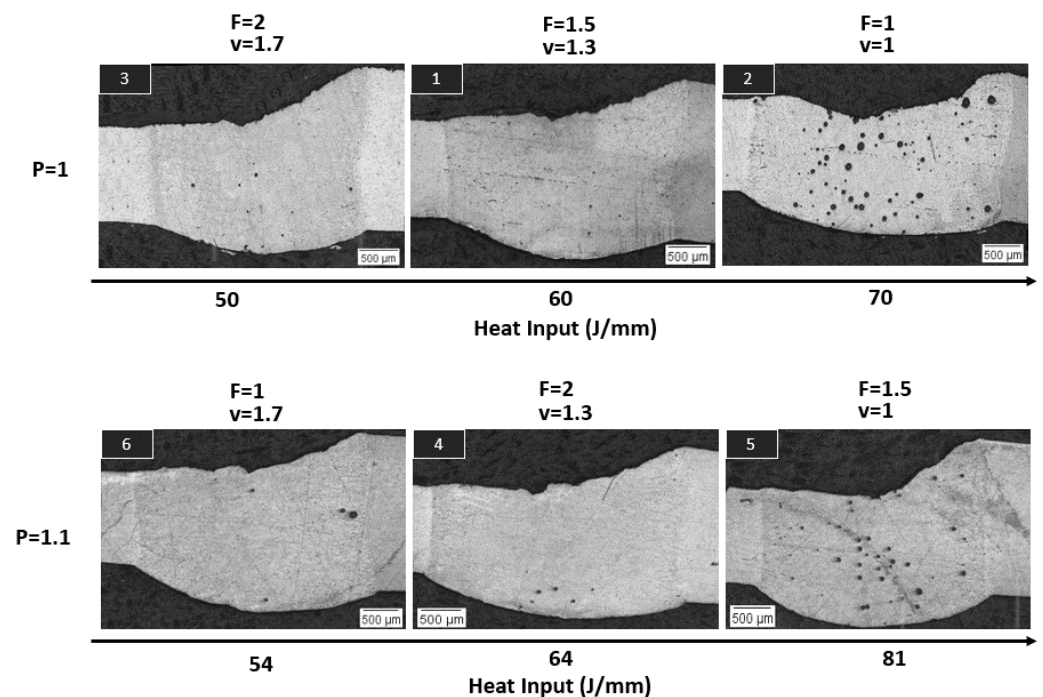 F=2
v=1.7
F=1.5
v=1.3
F=1
v=1
3
1
2
P=1
500 µm
500 µm
500 µm
50
60
70
Heat Input (J/mm)
F=1
v=1.7
F=2
v=1.3
F=1.5
v=1
6
4
5
P=1.1
500 µm
500 µm
500 µm
54
64
81
Heat Input (J/mm)